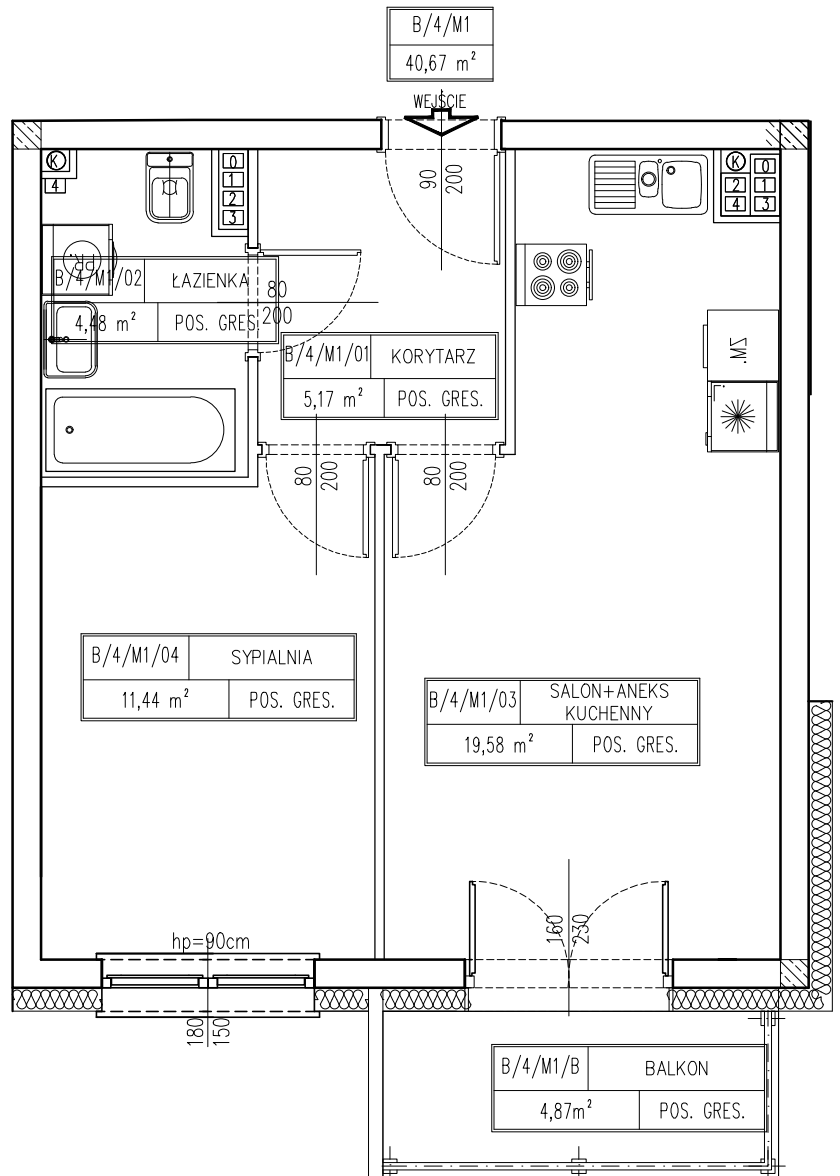 B/4/M1
40,67 m²
WEJŚCIE
90
200
K
4
0
1
2
3
K
0
2
1
4
3
PR.
B/4/M1/02 ŁAZIENKA
4,48 m² POS. GRES.
80
200
B/4/M1/01 KORYTARZ
5,17 m² POS. GRES.
ZM.
80
200
80
200
B/4/M1/04 SYPIALNIA
11,44 m² POS. GRES.
B/4/M1/03 SALON+ANEKS
KUCHENNY
19,58 m² POS. GRES.
160
230
hp=90cm
180
150
B/4/M1/B BALKON
4,87m² POS. GRES.